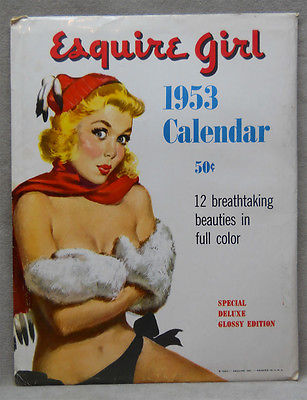 Esquire Girl
1953
Calendar
50¢
12 breathtaking
beauties in
full color
SPECIAL
DELUXE
GLOSSY EDITION